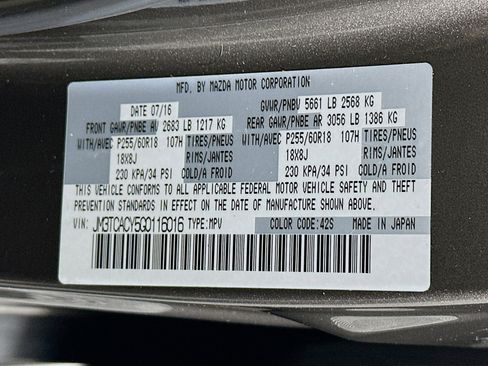 MFD. BY MAZDA MOTOR CORPORATION
DATE 07/16 GVWR/PNBV 5661 LB 2568 KG
FRONT GAWR/PNBE AV 2683 LB 1217 KG REAR GAWR/PNBE AR 3056 LB 1386 KG
WITH/AVEC P255/60R18 107H TIRES/PNEUS WITH/AVEC P255/60R18 107H TIRES/PNEUS
18X8J RIMS/JANTES 18X8J RIMS/JANTES
230 KPA/34 PSI COLD/A FROID 230 KPA/34 PSI COLD/A FROID
THIS VEHICLE CONFORMS TO ALL APPLICABLE FEDERAL MOTOR VEHICLE SAFETY AND THEFT
PREVENTION STANDARDS IN EFFECT ON THE DATE OF MANUFACTURE SHOWN ABOVE.
VIN: JM3TCACY5G0116016 TYPE: MPV COLOR CODE: 42S MADE IN JAPAN